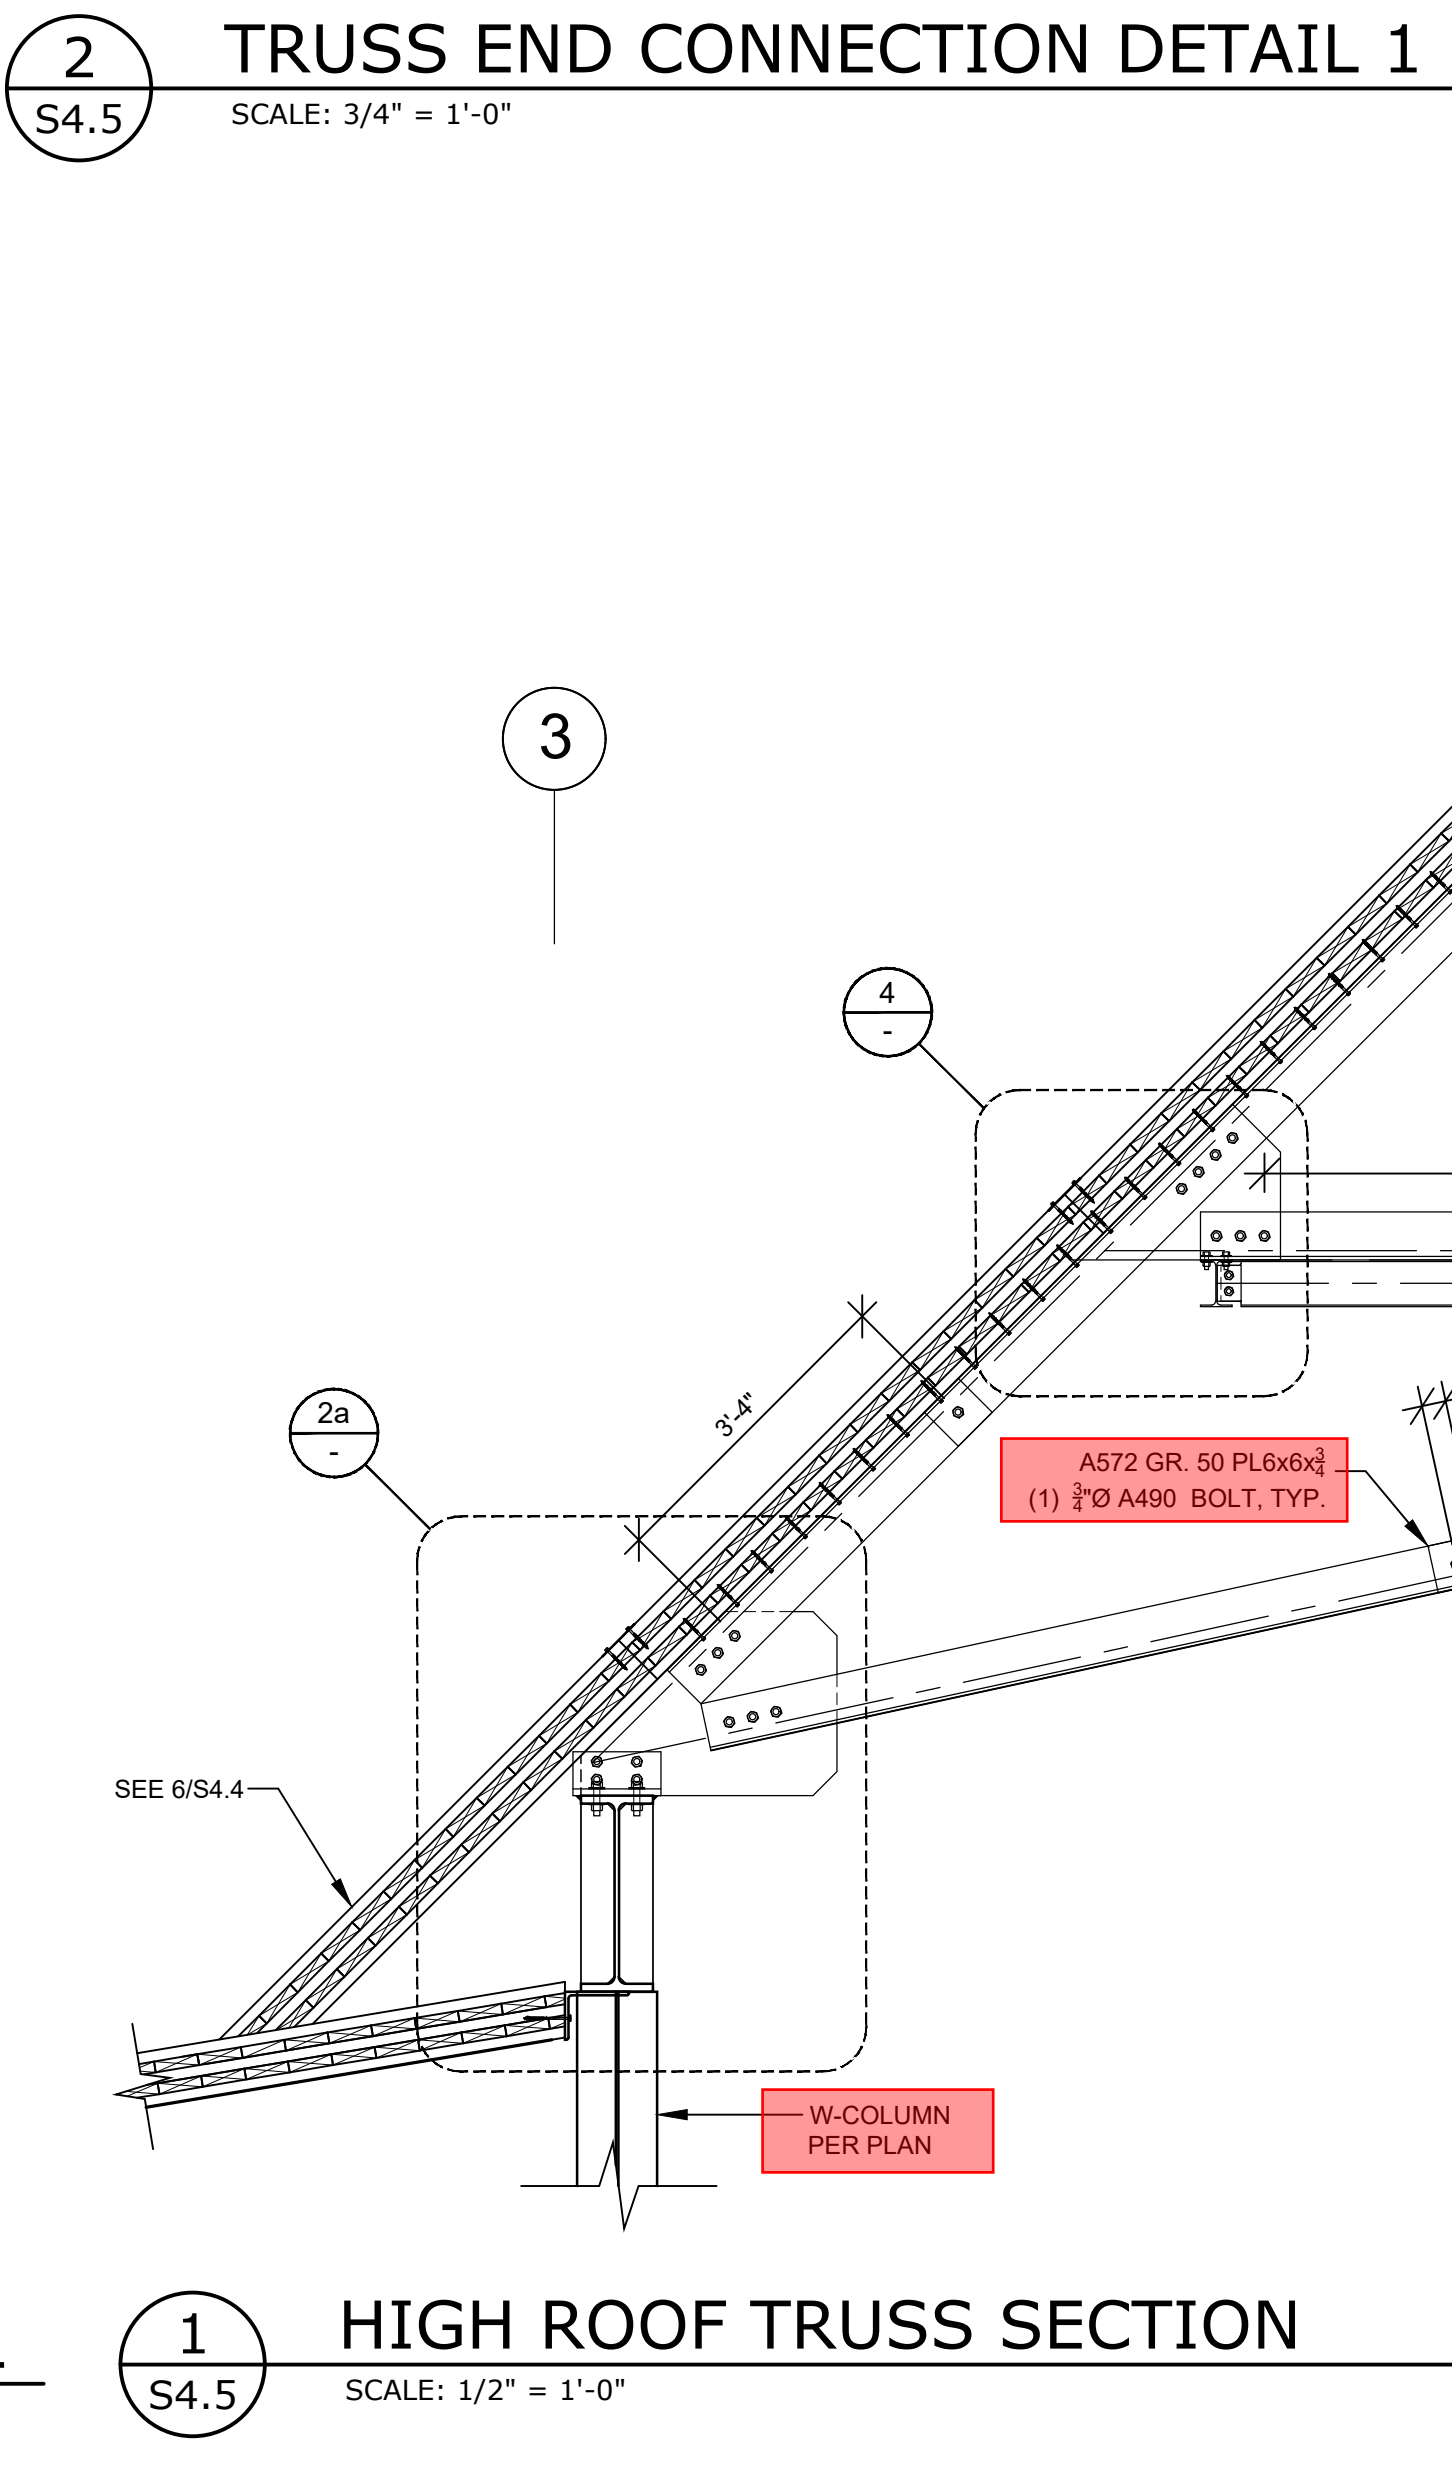 2
S4.5
TRUSS END CONNECTION DETAIL 1
SCALE: 3/4" = 1'-0"
3
4
-
3'-4"
2a
-
A572 GR. 50 PL6x6x¾
(1) ¾"Ø A490 BOLT, TYP.
SEE 6/S4.4
W-COLUMN
PER PLAN
1
S4.5
HIGH ROOF TRUSS SECTION
SCALE: 1/2" = 1'-0"